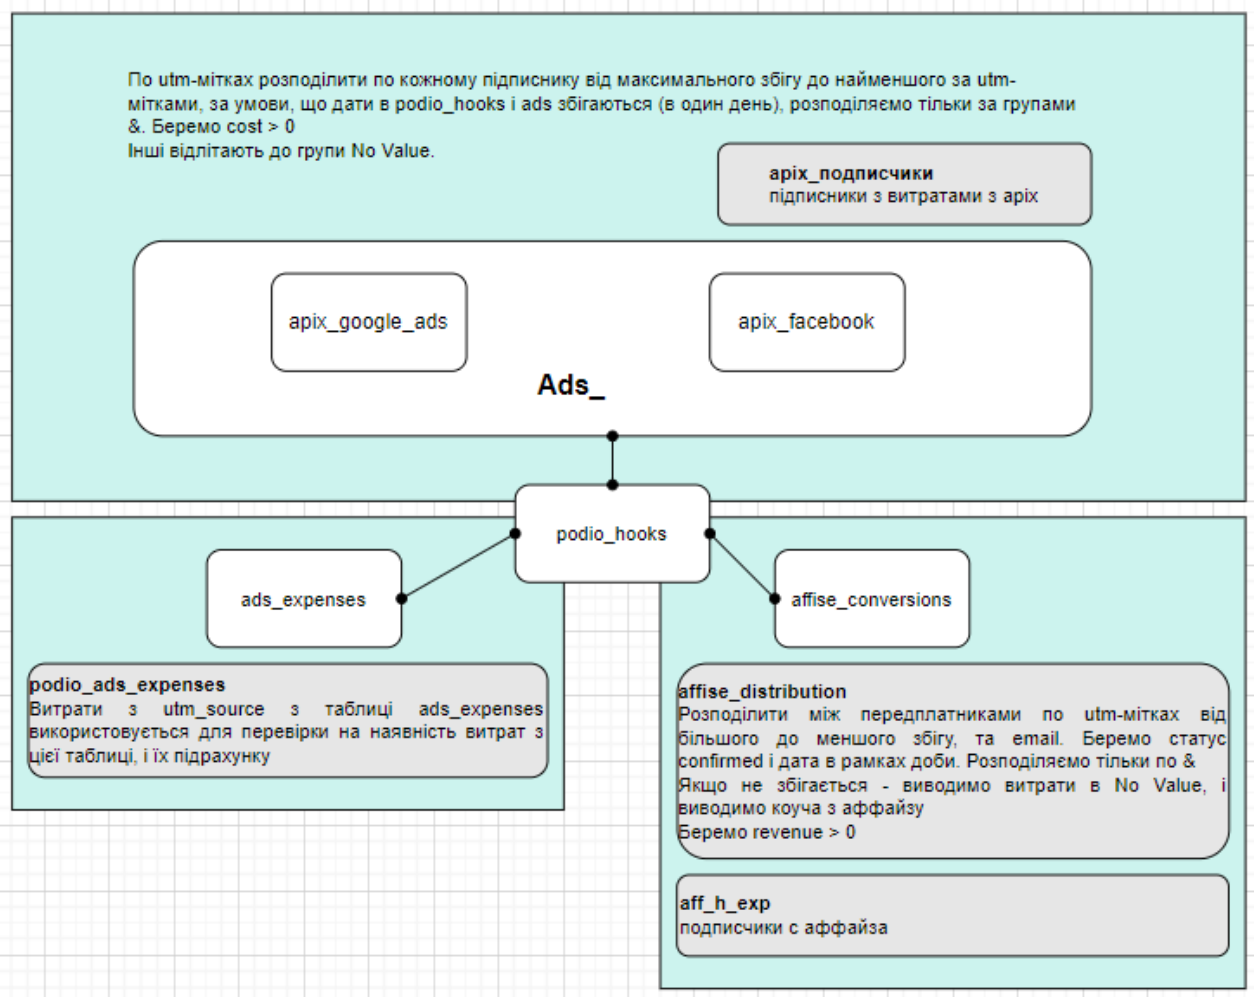 По utm-мітках розподілити по кожному підписнику від максимального збігу до найменшого за utm-
мітками, за умови, що дати в podio_hooks і ads збігаються (в один день), розподіляємо тільки за групами
&. Беремо cost > 0
Інші відлітають до групи No Value.
apix_подписчики
підписники з витратами з apix
apix_google_ads
apix_facebook
Ads_
podio_hooks
ads_expenses
affise_conversions
podio_ads_expenses
Витрати з utm_source з таблиці ads_expenses
використовується для перевірки на наявність витрат з
цієї таблиці, і їх підрахунку
affise_distribution
Розподілити між передплатниками по utm-мітках від
більшого до меншого збігу, та email. Беремо статус
confirmed і дата в рамках доби. Розподіляємо тільки по &
Якщо не збігається - виводимо витрати в No Value, і
виводимо коуча з аффайзу
Беремо revenue > 0
aff_h_exp
подписчики с аффайза